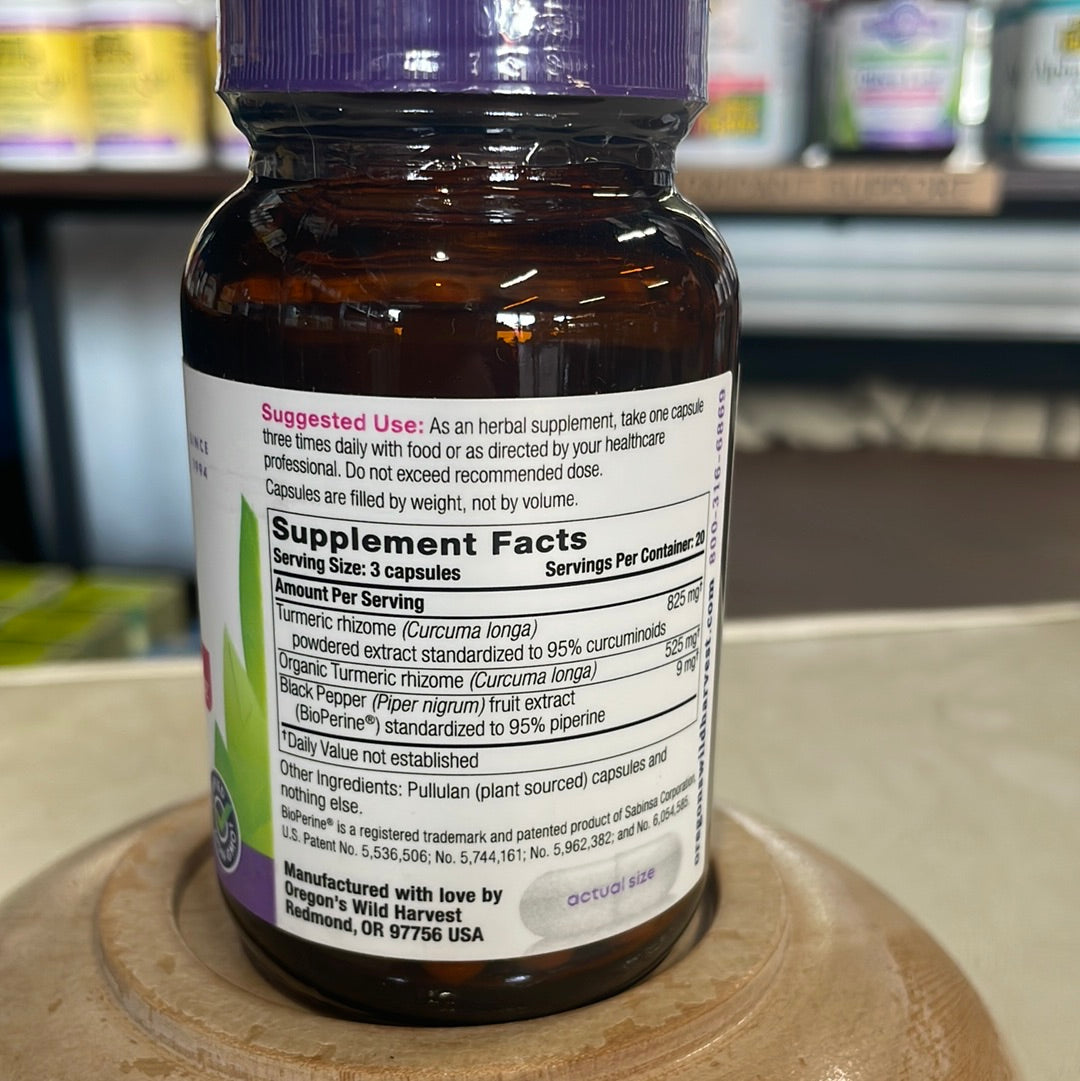 Suggested Use: As an herbal supplement, take one capsule
three times daily with food or as directed by your healthcare
professional. Do not exceed recommended dose.
Capsules are filled by weight, not by volume.
Supplement Facts
Serving Size: 3 capsules Servings Per Container: 20
Amount Per Serving
Turmeric rhizome (Curcuma longa) 825 mg†
powdered extract standardized to 95% curcuminoids
Organic Turmeric rhizome (Curcuma longa) 525 mg†
Black Pepper (Piper nigrum) fruit extract 9 mg†
(BioPerine®) standardized to 95% piperine
†Daily Value not established
Other Ingredients: Pullulan (plant sourced) capsules and
nothing else.
BioPerine® is a registered trademark and patented product of Sabinsa Corporation,
U.S. Patent No. 5,536,506; No. 5,744,161; No. 5,962,382; and No. 6,054,585.
Manufactured with love by
Oregon's Wild Harvest
Redmond, OR 97756 USA
actual size
oregonswildharvest.com 800-316-6869
1994
SUPPORT